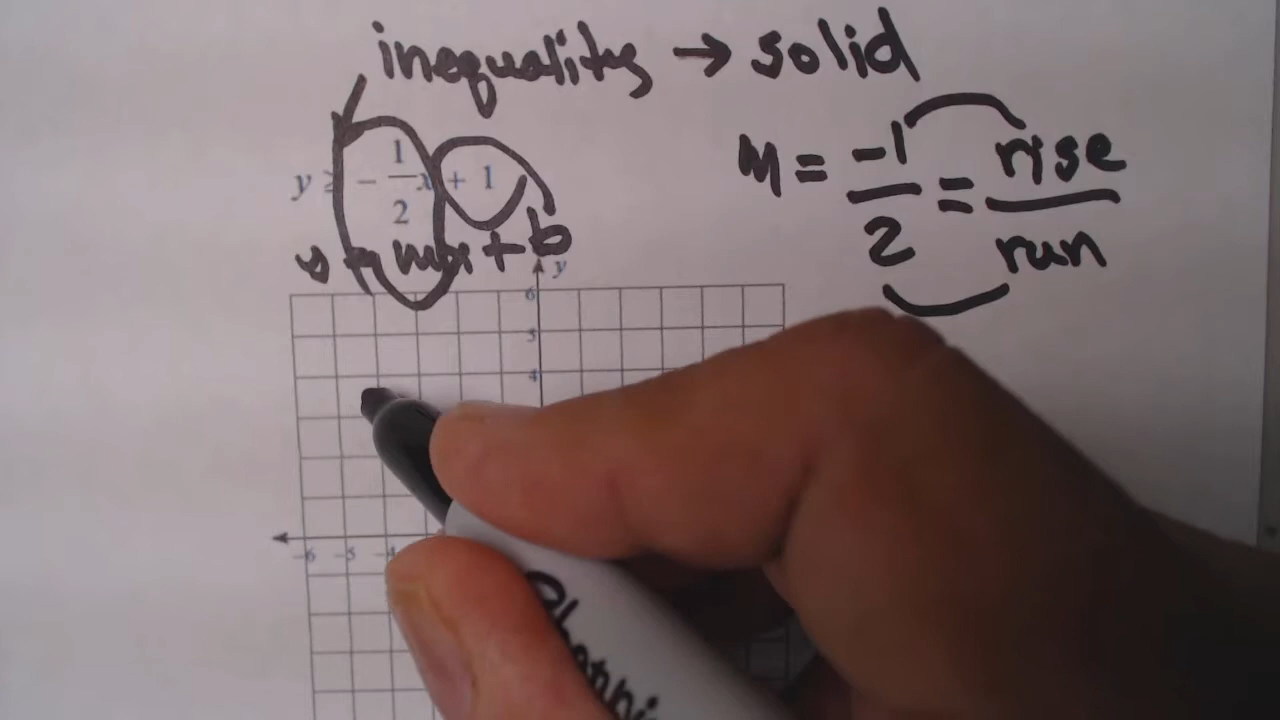 inequality → solid
y ≥ - 1/2 x + 1
m = -1/2 = rise/run
y = mx + b
y
6
5
4
-6 -5 -4